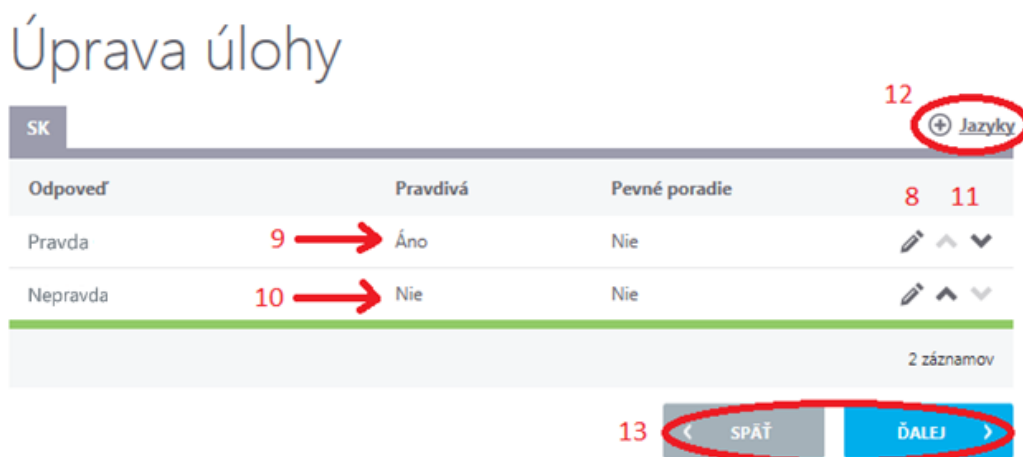 Úprava úlohy
12
SK
Jazyky
Odpoveď Pravdivá Pevné poradie 8 11
Pravda 9 Áno Nie
Nepravda 10 Nie Nie
2 záznamov
13 SPÄŤ ĎALEJ